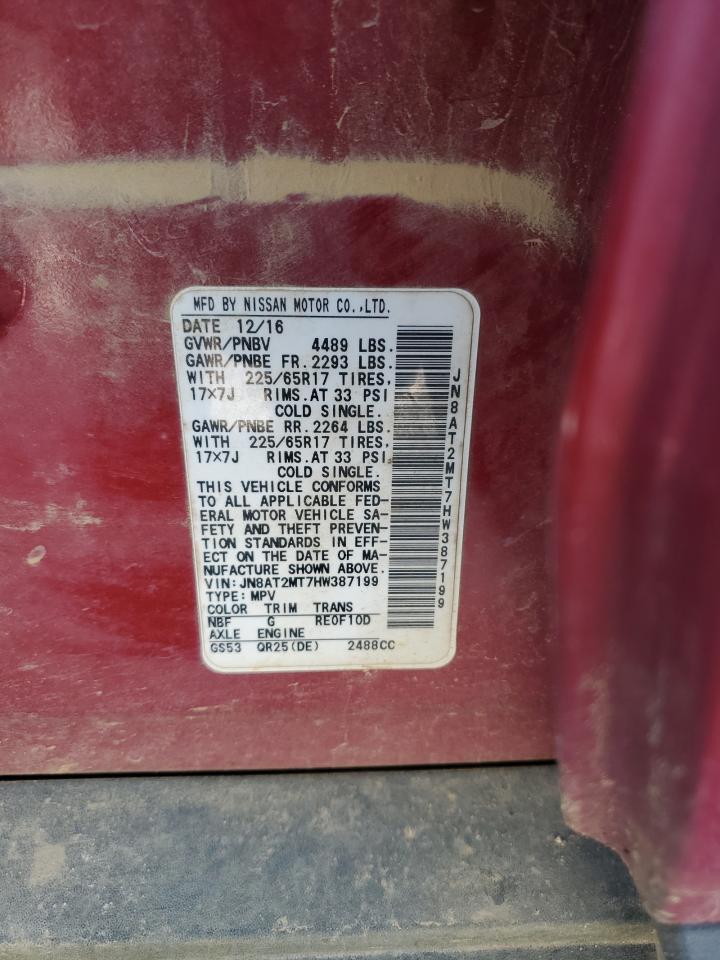 MFD BY NISSAN MOTOR CO.,LTD.
DATE 12/16
GVWR/PNBV 4489 LBS.
GAWR/PNBE FR. 2293 LBS.
WITH 225/65R17 TIRES,
17×7J RIMS.AT 33 PSI
COLD SINGLE.
GAWR/PNBE RR. 2264 LBS.
WITH 225/65R17 TIRES,
17×7J RIMS.AT 33 PSI
COLD SINGLE.
THIS VEHICLE CONFORMS
TO ALL APPLICABLE FED-
ERAL MOTOR VEHICLE SA-
FETY AND THEFT PREVEN-
TION STANDARDS IN EFF-
ECT ON THE DATE OF MA-
NUFACTURE SHOWN ABOVE.
VIN:JN8AT2MT7HW387199
TYPE:MPV
COLOR TRIM TRANS
NBF G RE0F10D
AXLE ENGINE
GS53 QR25(DE) 2488CC
JN8AT2MT7HW387199